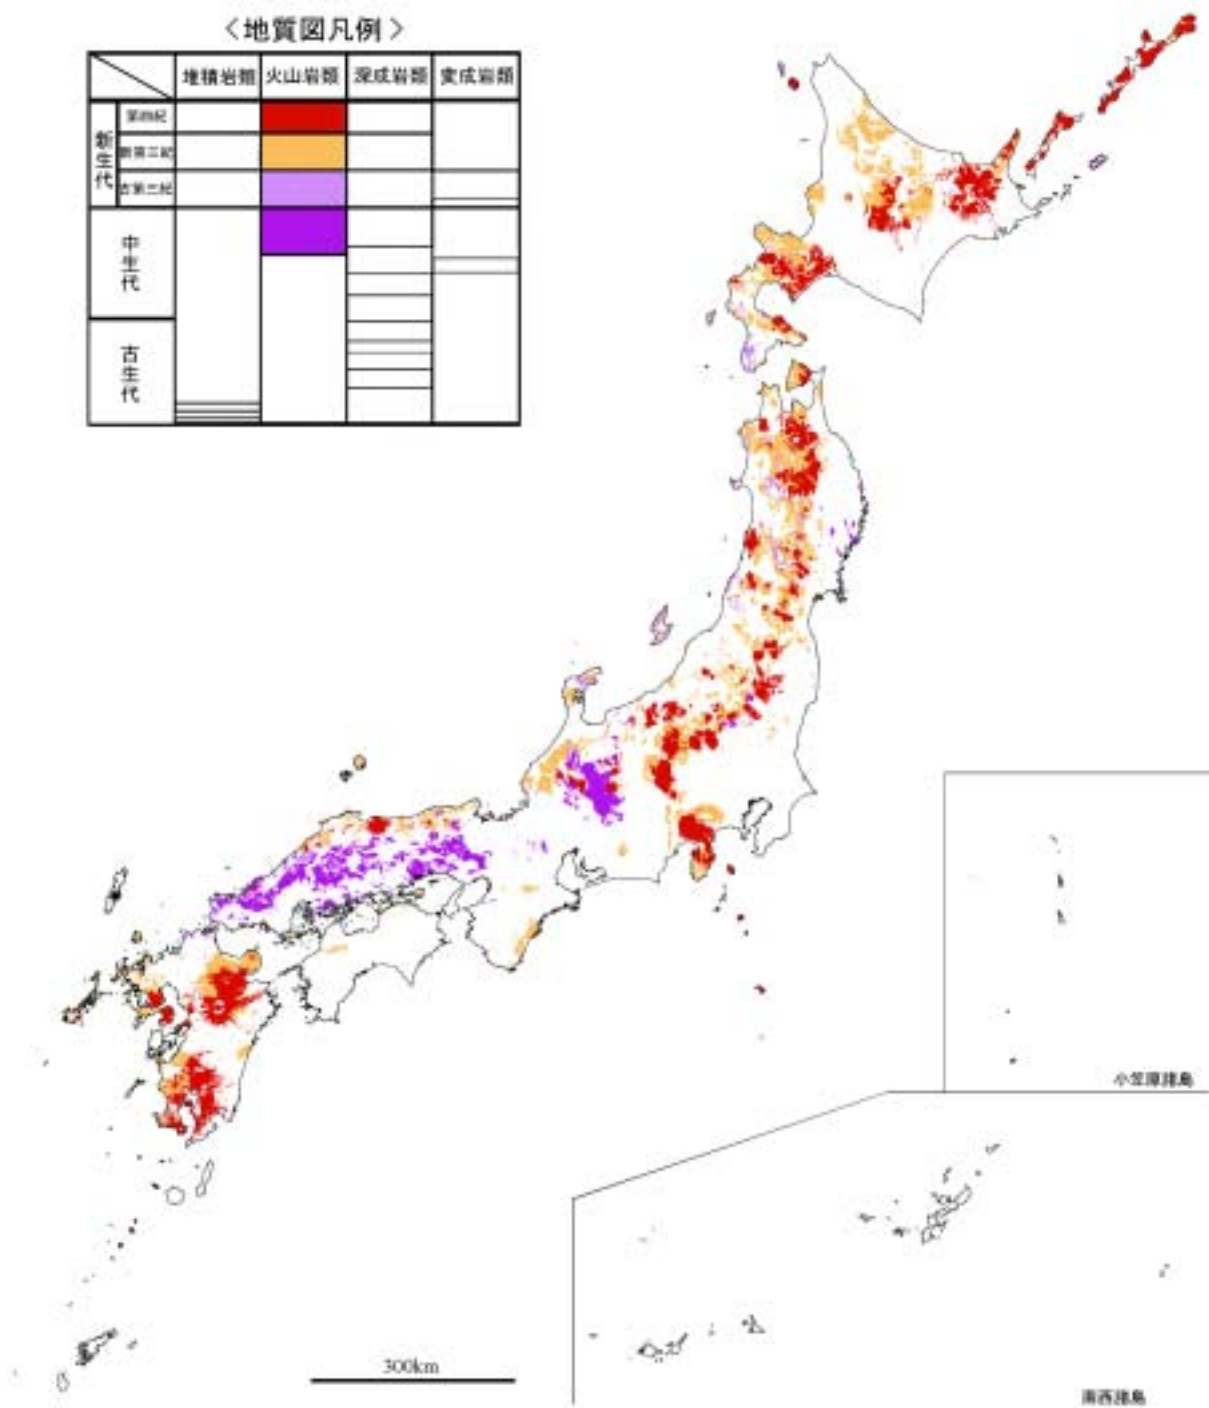 〈地質図凡例〉
堆積岩類 火山岩類 深成岩類 変成岩類
新生代
第四紀
新第三紀
古第三紀
中生代
古生代
小笠原諸島
300km
南西諸島